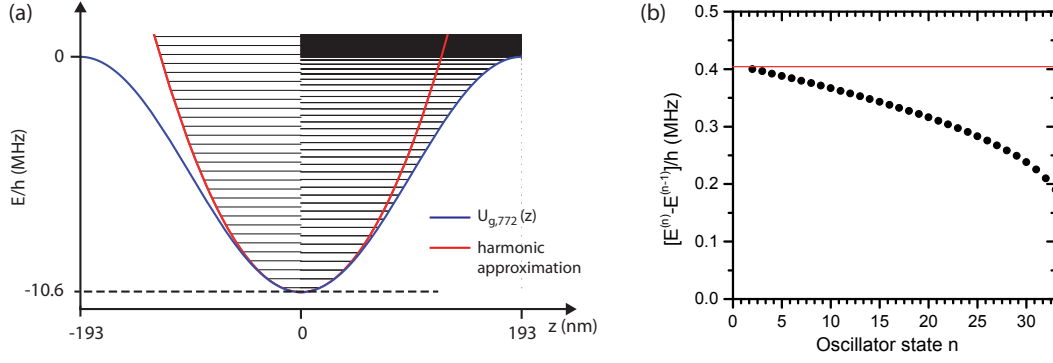 (a)
0
E/h (MHz)
-10.6
U_g,772 (z)
harmonic
approximation
-193
0
193
z (nm)
(b)
0.5
0.4
0.3
0.2
0.1
0.0
[E^(n)-E^(n-1)]/h (MHz)
0
5
10
15
20
25
30
Oscillator state n